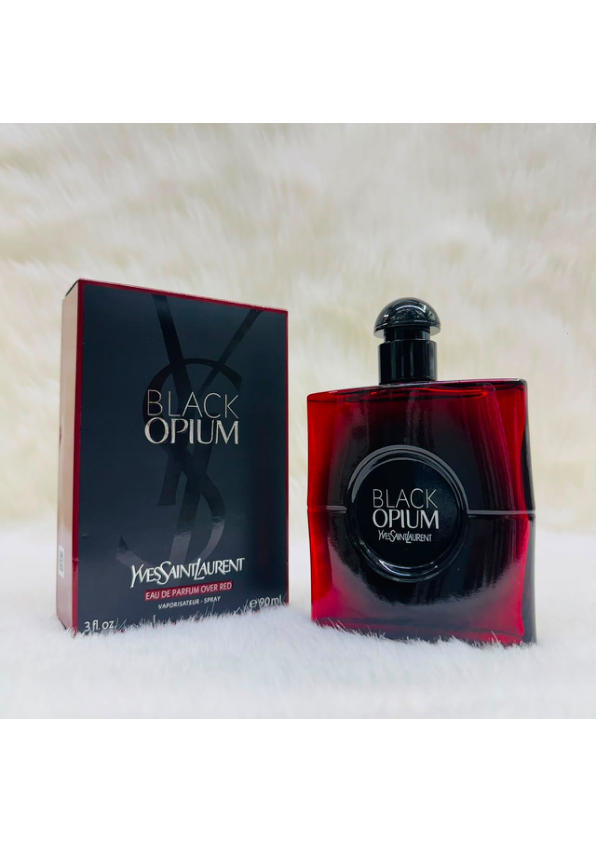 BLACK
OPIUM
YVESSAINTLAURENT
EAU DE PARFUM OVER RED
VAPORISATEUR - SPRAY
3 fl. oz. ℮ 90 ml
BLACK
OPIUM
YVESSAINTLAURENT